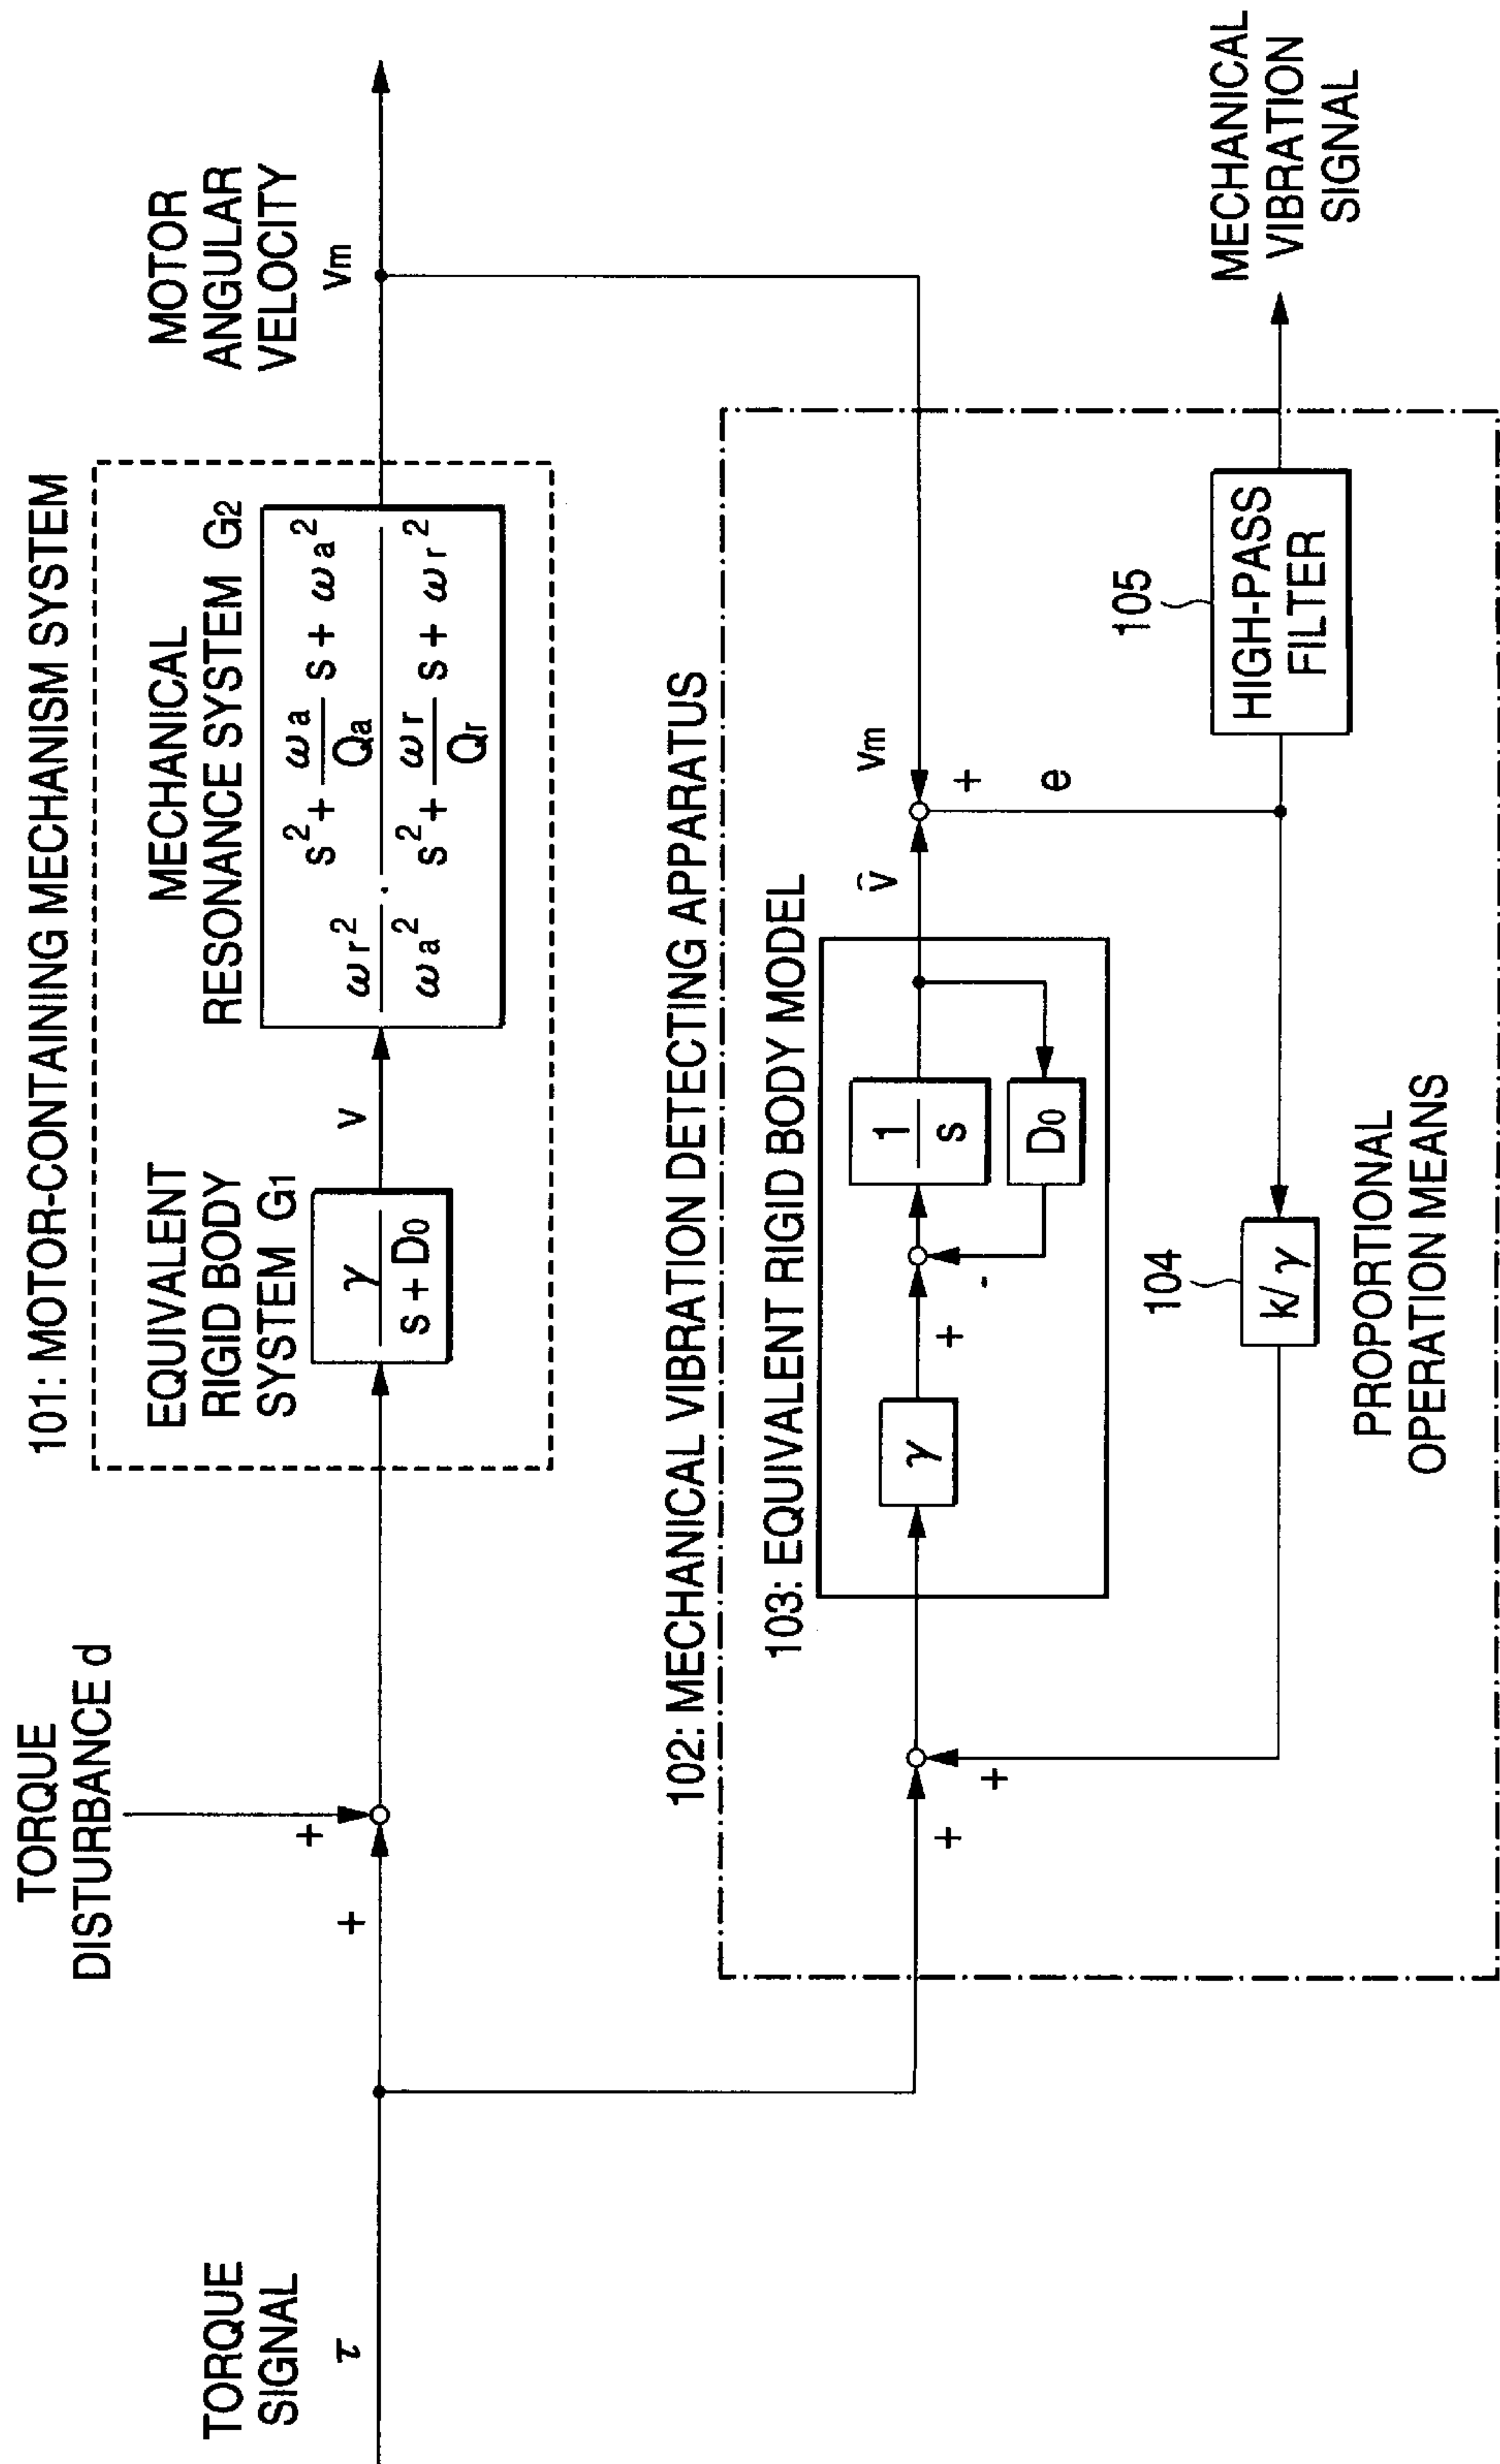 101: MOTOR-CONTAINING MECHANISM SYSTEM
TORQUE
DISTURBANCE d
EQUIVALENT
RIGID BODY
SYSTEM G1
γ
s + D0
v
MECHANICAL
RESONANCE SYSTEM G2
ωr² / ωa² · (s² + (ωa / Qa) s + ωa²) / (s² + (ωr / Qr) s + ωr²)
MOTOR
ANGULAR
VELOCITY
vm
TORQUE
SIGNAL
τ
+
+
102: MECHANICAL VIBRATION DETECTING APPARATUS
103: EQUIVALENT RIGID BODY MODEL
+
+
γ
+
-
1
s
D0
v̂
vm
+
e
104
k/γ
PROPORTIONAL
OPERATION MEANS
105
HIGH-PASS
FILTER
MECHANICAL
VIBRATION
SIGNAL